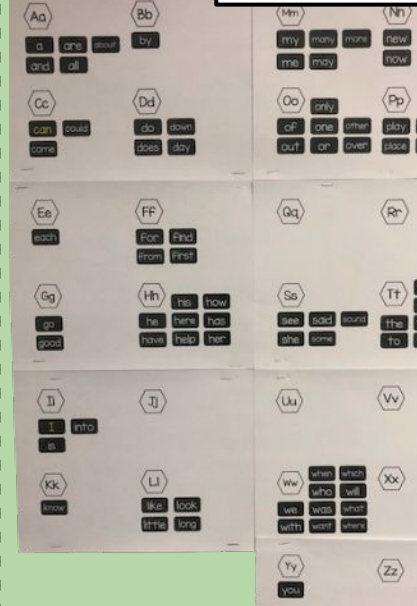 Aa
a are about
and all
Bb
by
Cc
can could
come
Dd
do down
does day
Ee
each
Ff
for find
from first
Gg
go
good
Hh
his how
he here has
have help her
Ii
I into
is
Jj
Kk
know
Ll
like look
little long
Mm
my many more
me may
Nn
new
now
Oo
only
of one other
out or over
Pp
play
place
Qq
Rr
Ss
see said sound
she some
Tt
the
to
Uu
Vv
Ww
when which
who will
we was what
with want where
Xx
Yy
you
Zz